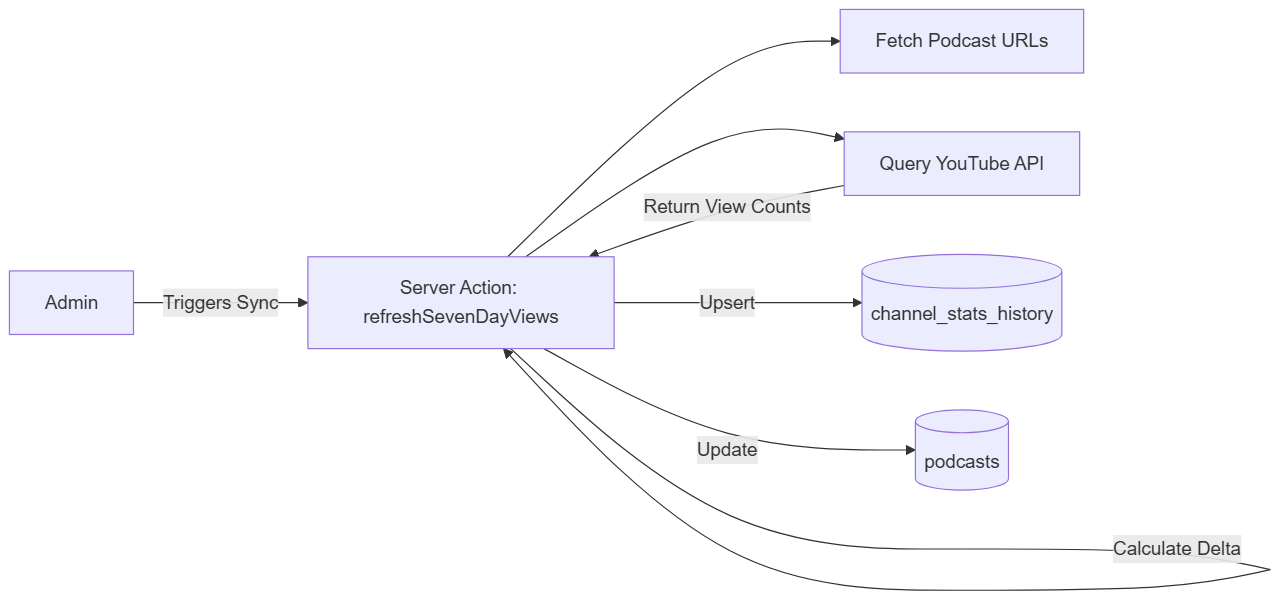 Fetch Podcast URLs
Query YouTube API
Return View Counts
Admin
Triggers Sync
Server Action:
refreshSevenDayViews
Upsert
channel_stats_history
Update
podcasts
Calculate Delta